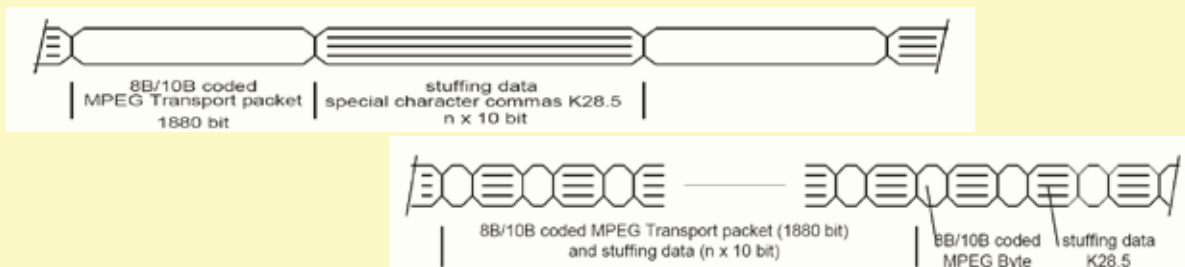 8B/10B coded
MPEG Transport packet
1880 bit
stuffing data
special character commas K28.5
n x 10 bit
8B/10B coded MPEG Transport packet (1880 bit)
and stuffing data (n x 10 bit)
8B/10B coded
MPEG Byte
stuffing data
K28.5